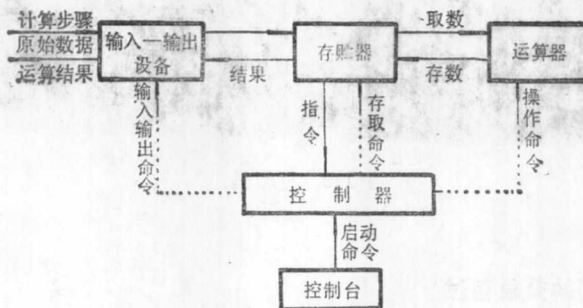 计算步骤
原始数据
运算结果
输入—输出
设备
结果
存贮器
取数
存数
运算器
输入输出命令
指令
存取命令
操作命令
控制器
启动
命令
控制台